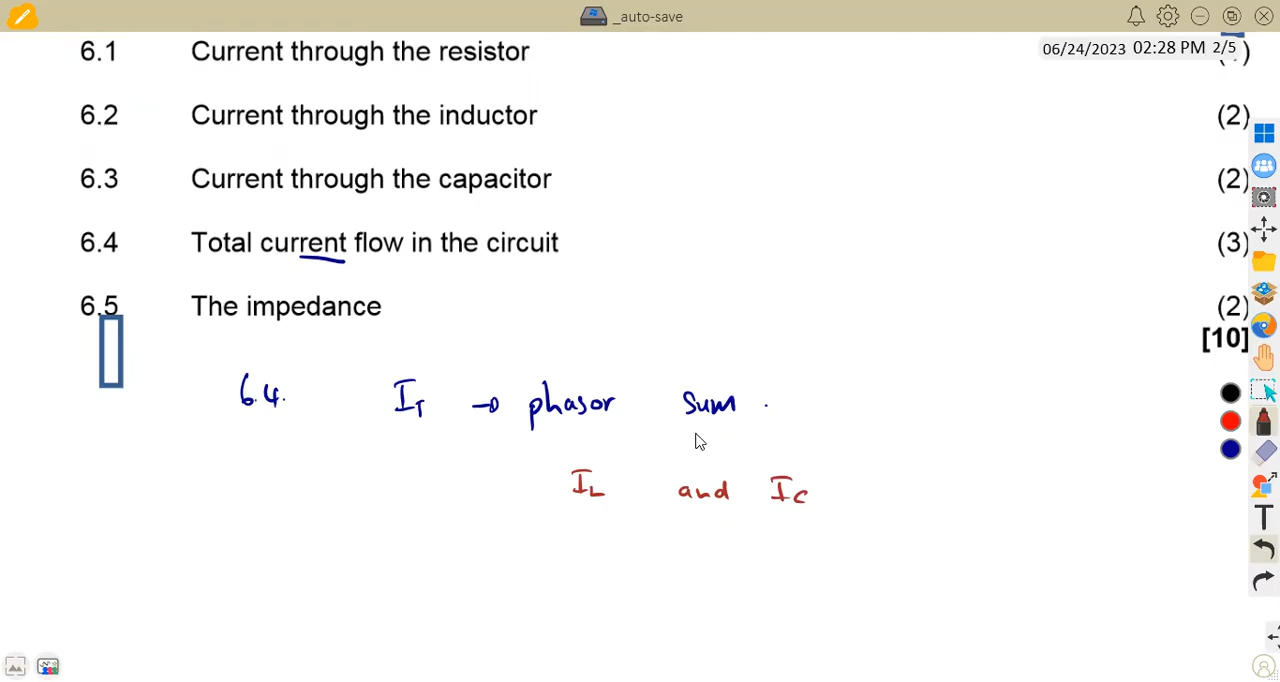 _auto-save
06/24/2023 02:28 PM 2/5
6.1 Current through the resistor
6.2 Current through the inductor (2)
6.3 Current through the capacitor (2)
6.4 Total current flow in the circuit (3)
6.5 The impedance (2)
[10]
6.4. I_T → phasor sum .
I_L and I_C
T